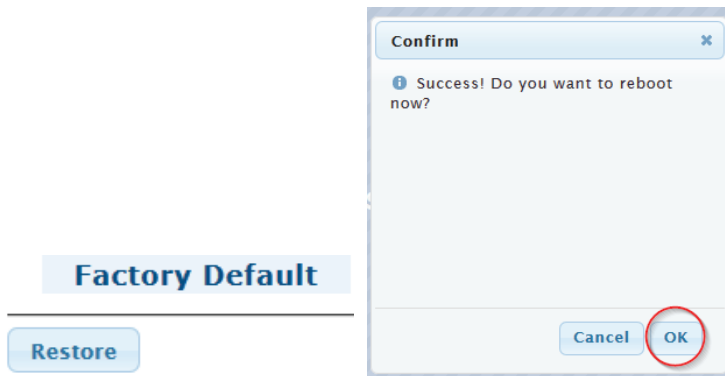 Factory Default
Restore
Confirm
Success! Do you want to reboot
now?
Cancel
OK